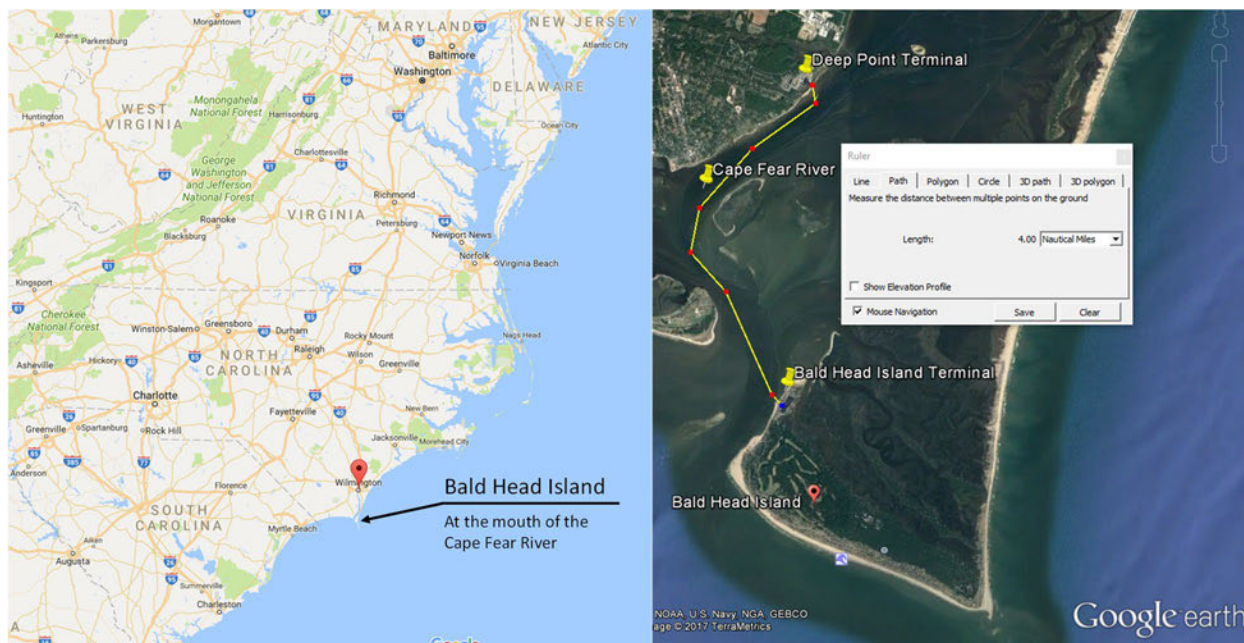 NEW JERSEY
MARYLAND
Morgantown
Parkersburg
Athens
Baltimore
Atlantic City
Washington
DELAWARE
Monongahela
National Forest
WEST
VIRGINIA
Harrisonburg
Huntington
Ocean City
Charlottesville
George
Washington
and Jefferson
National Forest
Richmond
VIRGINIA
Petersburg
Roanoke
Blacksburg
Newport News
Norfolk
Virginia Beach
Kingsport
Cherokee
National Forest
Winston-Salem
Greensboro
Durham
Rocky Mount
Nags Head
Raleigh
Wilson
Hickory
NORTH
CAROLINA
Greenville
Asheville
Charlotte
Fayetteville
New Bern
Greenville
Spartanburg
Rock Hill
Jacksonville
Morehead City
Anderson
Wilmington
Florence
SOUTH
CAROLINA
Myrtle Beach
Aiken
Augusta
Summerville
Charleston
Bald Head Island
At the mouth of the
Cape Fear River
Deep Point Terminal
Cape Fear River
Ruler
Line Path Polygon Circle 3D path 3D polygon
Measure the distance between multiple points on the ground
Length: 4.00 Nautical Miles
Show Elevation Profile
Mouse Navigation Save Clear
Bald Head Island Terminal
Bald Head Island
NOAA, U.S. Navy, NGA, GEBCO
age © 2017 TerraMetrics
Google earth